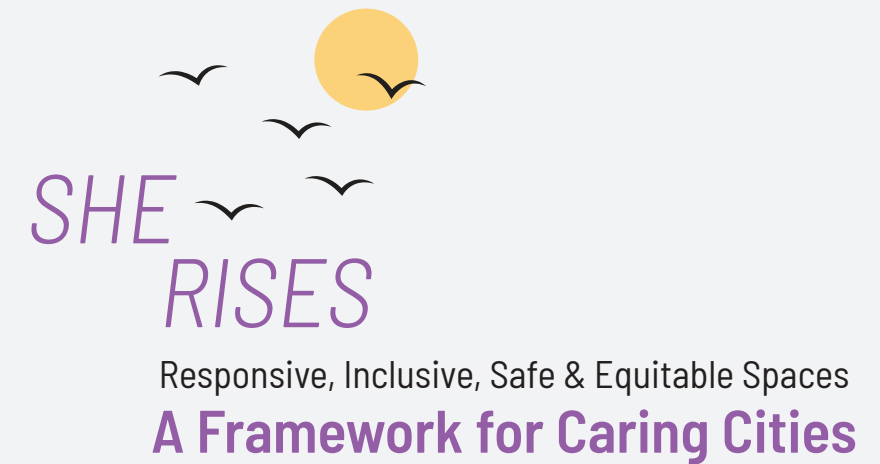 SHE
RISES
Responsive, Inclusive, Safe & Equitable Spaces
A Framework for Caring Cities